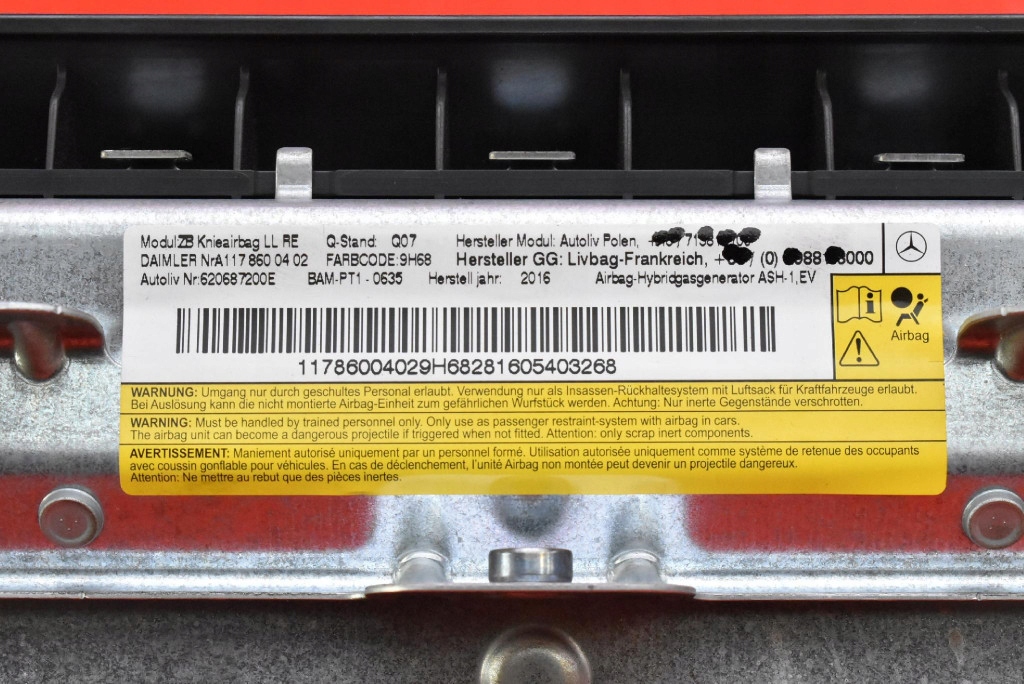 Modul ZB Knieairbag LL RE Q-Stand: Q07 Hersteller Modul: Autoliv Polen,
DAIMLER Nr A 117 860 04 02 FARBCODE: 9H68 Hersteller GG: Livbag-Frankreich, (0)
Autoliv Nr: 620687200E BAM-PT1 - 0635 Herstelljahr: 2016 Airbag-Hybridgasgenerator ASH-1,EV
Airbag
11786004029H68281605403268
WARNUNG: Umgang nur durch geschultes Personal erlaubt. Verwendung nur als Insassen-Rückhaltesystem mit Luftsack für Kraftfahrzeuge erlaubt.
Bei Auslösung kann die nicht montierte Airbag-Einheit zum gefährlichen Wurfstück werden. Achtung: Nur inerte Gegenstände verschrotten.
WARNING: Must be handled by trained personnel only. Only use as passenger restraint-system with airbag in cars.
The airbag unit can become a dangerous projectile if triggered when not fitted. Attention: only scrap inert components.
AVERTISSEMENT: Maniement autorisé uniquement par un personnel formé. Utilisation autorisée uniquement comme système de retenue des occupants
avec coussin gonflable pour véhicules. En cas de déclenchement, l'unité Airbag non montée peut devenir un projectile dangereux.
Attention: Ne mettre au rebut que des pièces inertes.